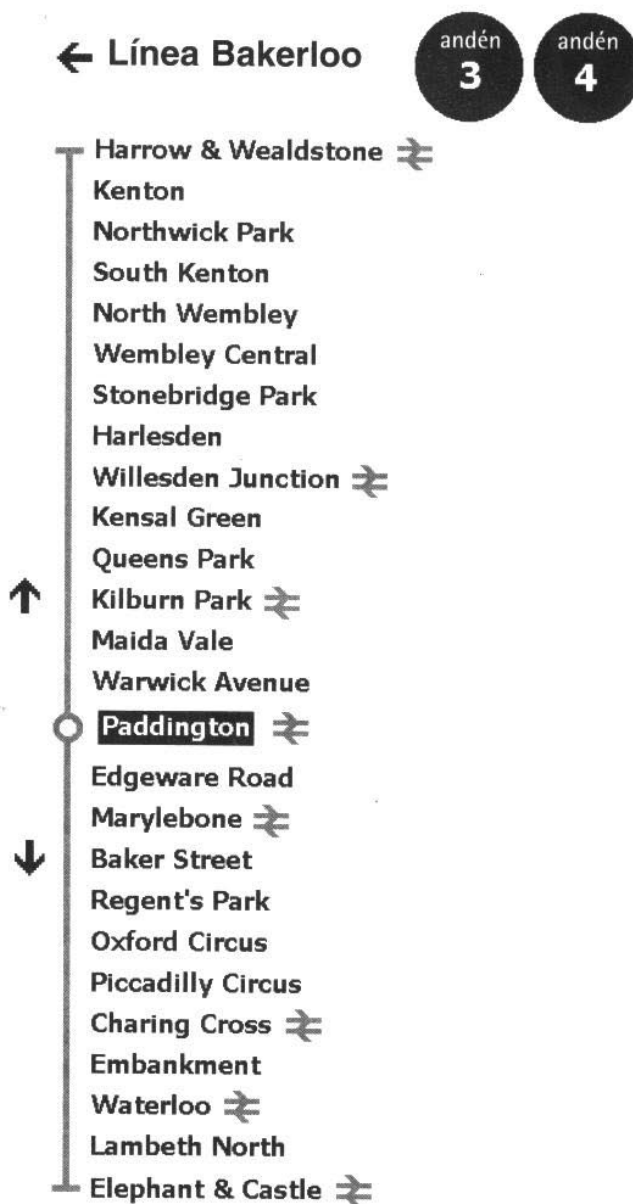 Línea Bakerloo
andén
3
andén
4
Harrow & Wealdstone
Kenton
Northwick Park
South Kenton
North Wembley
Wembley Central
Stonebridge Park
Harlesden
Willesden Junction
Kensal Green
Queens Park
Kilburn Park
Maida Vale
Warwick Avenue
Paddington
Edgeware Road
Marylebone
Baker Street
Regent's Park
Oxford Circus
Piccadilly Circus
Charing Cross
Embankment
Waterloo
Lambeth North
Elephant & Castle